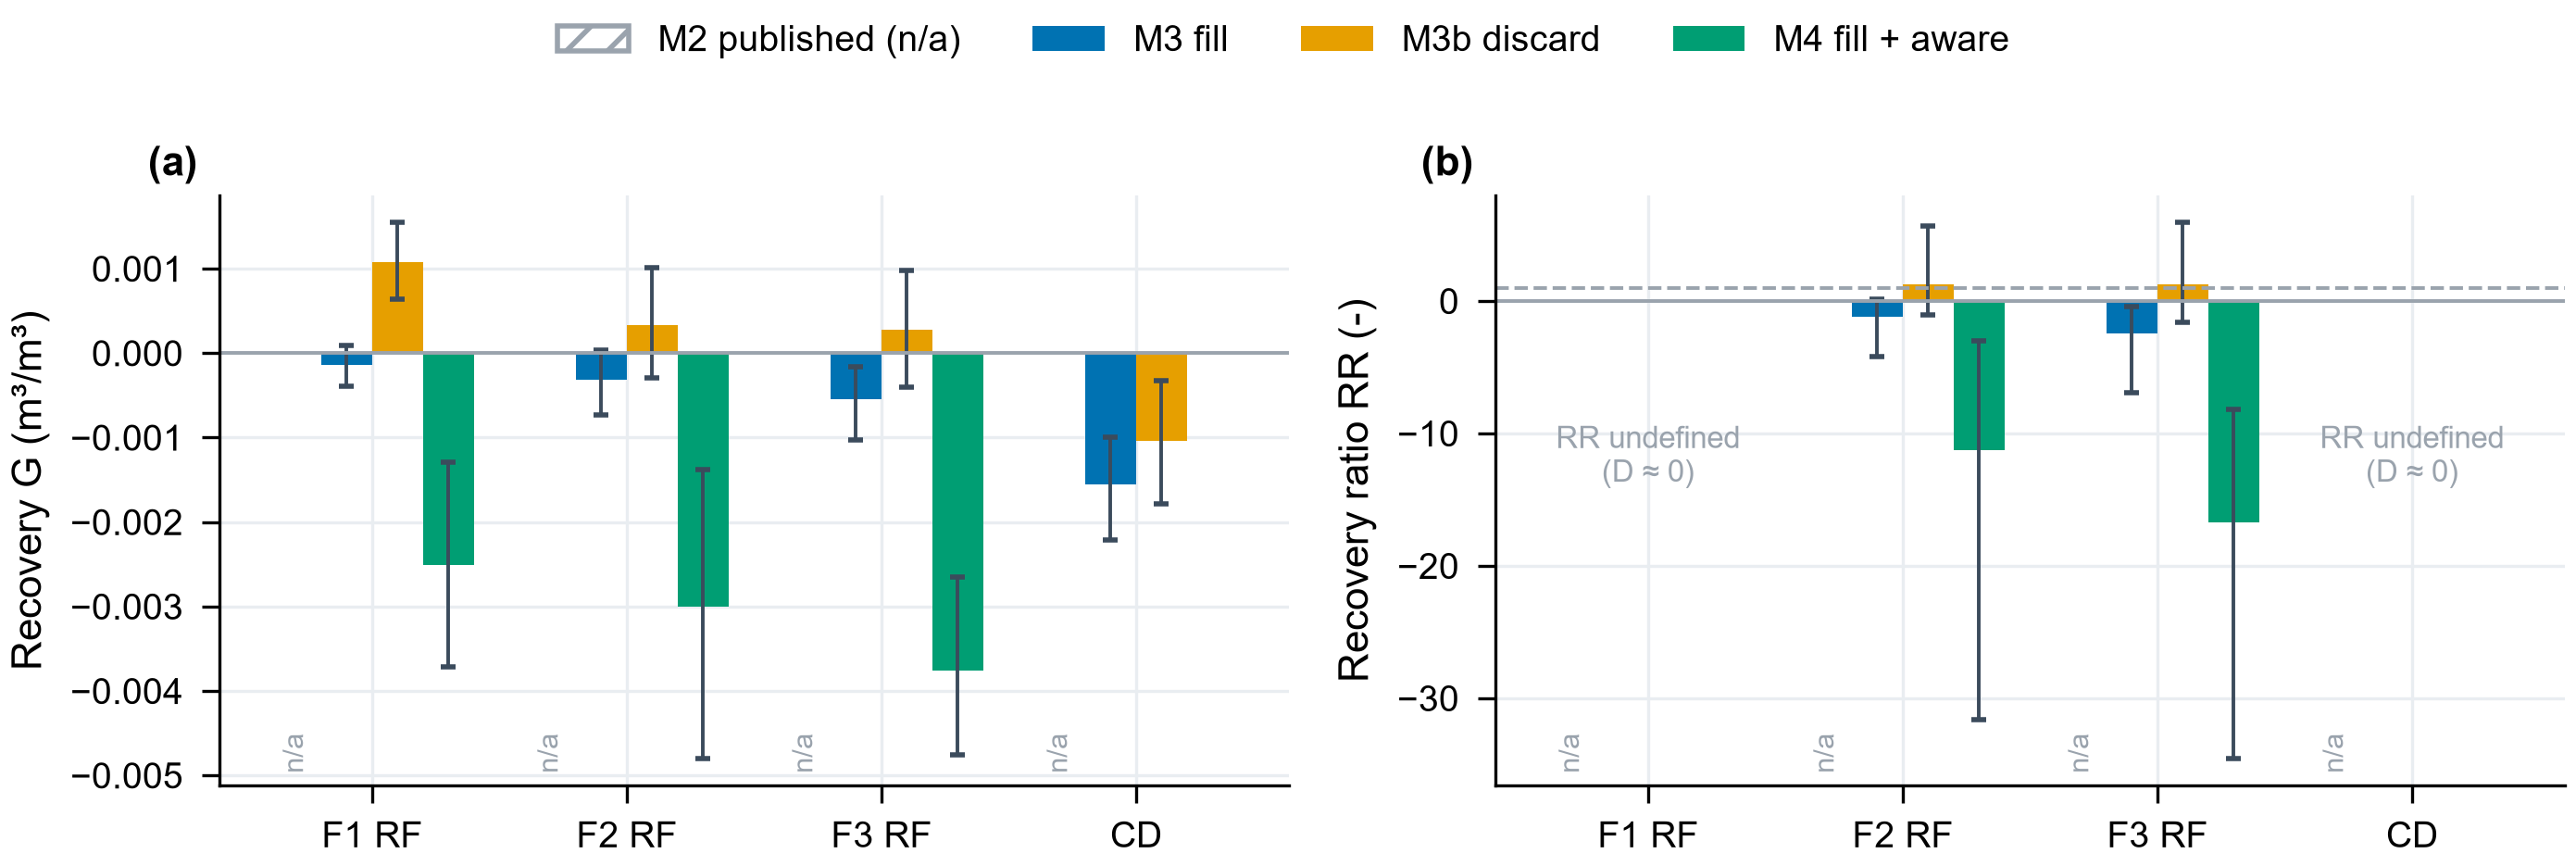 M2 published (n/a)
M3 fill
M3b discard
M4 fill + aware
(a)
Recovery G (m³/m³)
0.001
0.000
−0.001
−0.002
−0.003
−0.004
−0.005
n/a
n/a
n/a
n/a
F1 RF
F2 RF
F3 RF
CD
(b)
Recovery ratio RR (-)
0
−10
−20
−30
RR undefined
(D ≈ 0)
RR undefined
(D ≈ 0)
n/a
n/a
n/a
n/a
F1 RF
F2 RF
F3 RF
CD